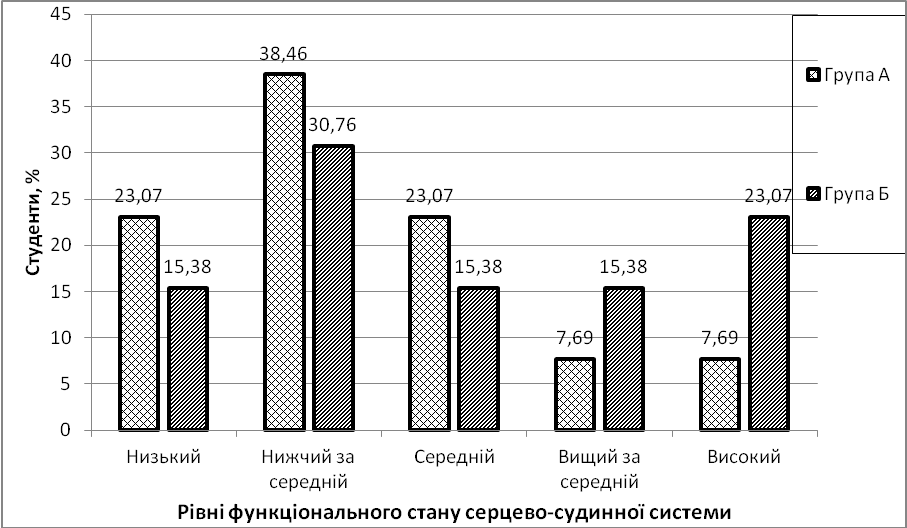 45
40
35
30
25
20
15
10
5
0
Студенти, %
23,07
15,38
38,46
30,76
23,07
15,38
7,69
15,38
7,69
23,07
Група А
Група Б
Низький
Нижчий за
середній
Середній
Вищий за
середній
Високий
Рівні функціонального стану серцево-судинної системи